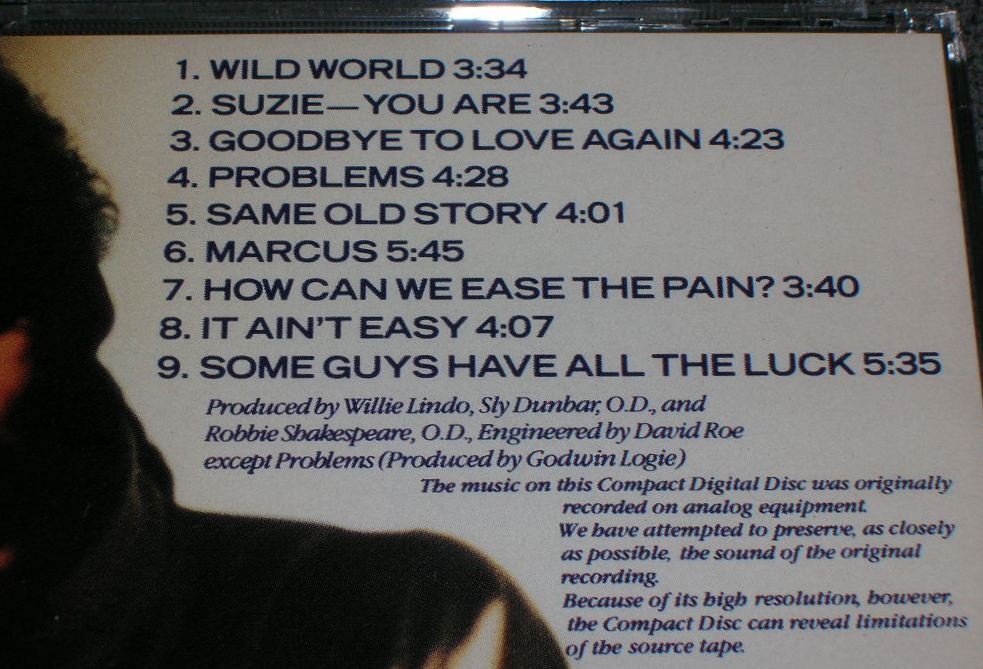 1. WILD WORLD 3:34
2. SUZIE—YOU ARE 3:43
3. GOODBYE TO LOVE AGAIN 4:23
4. PROBLEMS 4:28
5. SAME OLD STORY 4:01
6. MARCUS 5:45
7. HOW CAN WE EASE THE PAIN? 3:40
8. IT AIN'T EASY 4:07
9. SOME GUYS HAVE ALL THE LUCK 5:35
Produced by Willie Lindo, Sly Dunbar, O.D., and
Robbie Shakespeare, O.D., Engineered by David Roe
except Problems (Produced by Godwin Logie)
The music on this Compact Digital Disc was originally
recorded on analog equipment.
We have attempted to preserve, as closely
as possible, the sound of the original
recording.
Because of its high resolution, however,
the Compact Disc can reveal limitations
of the source tape.